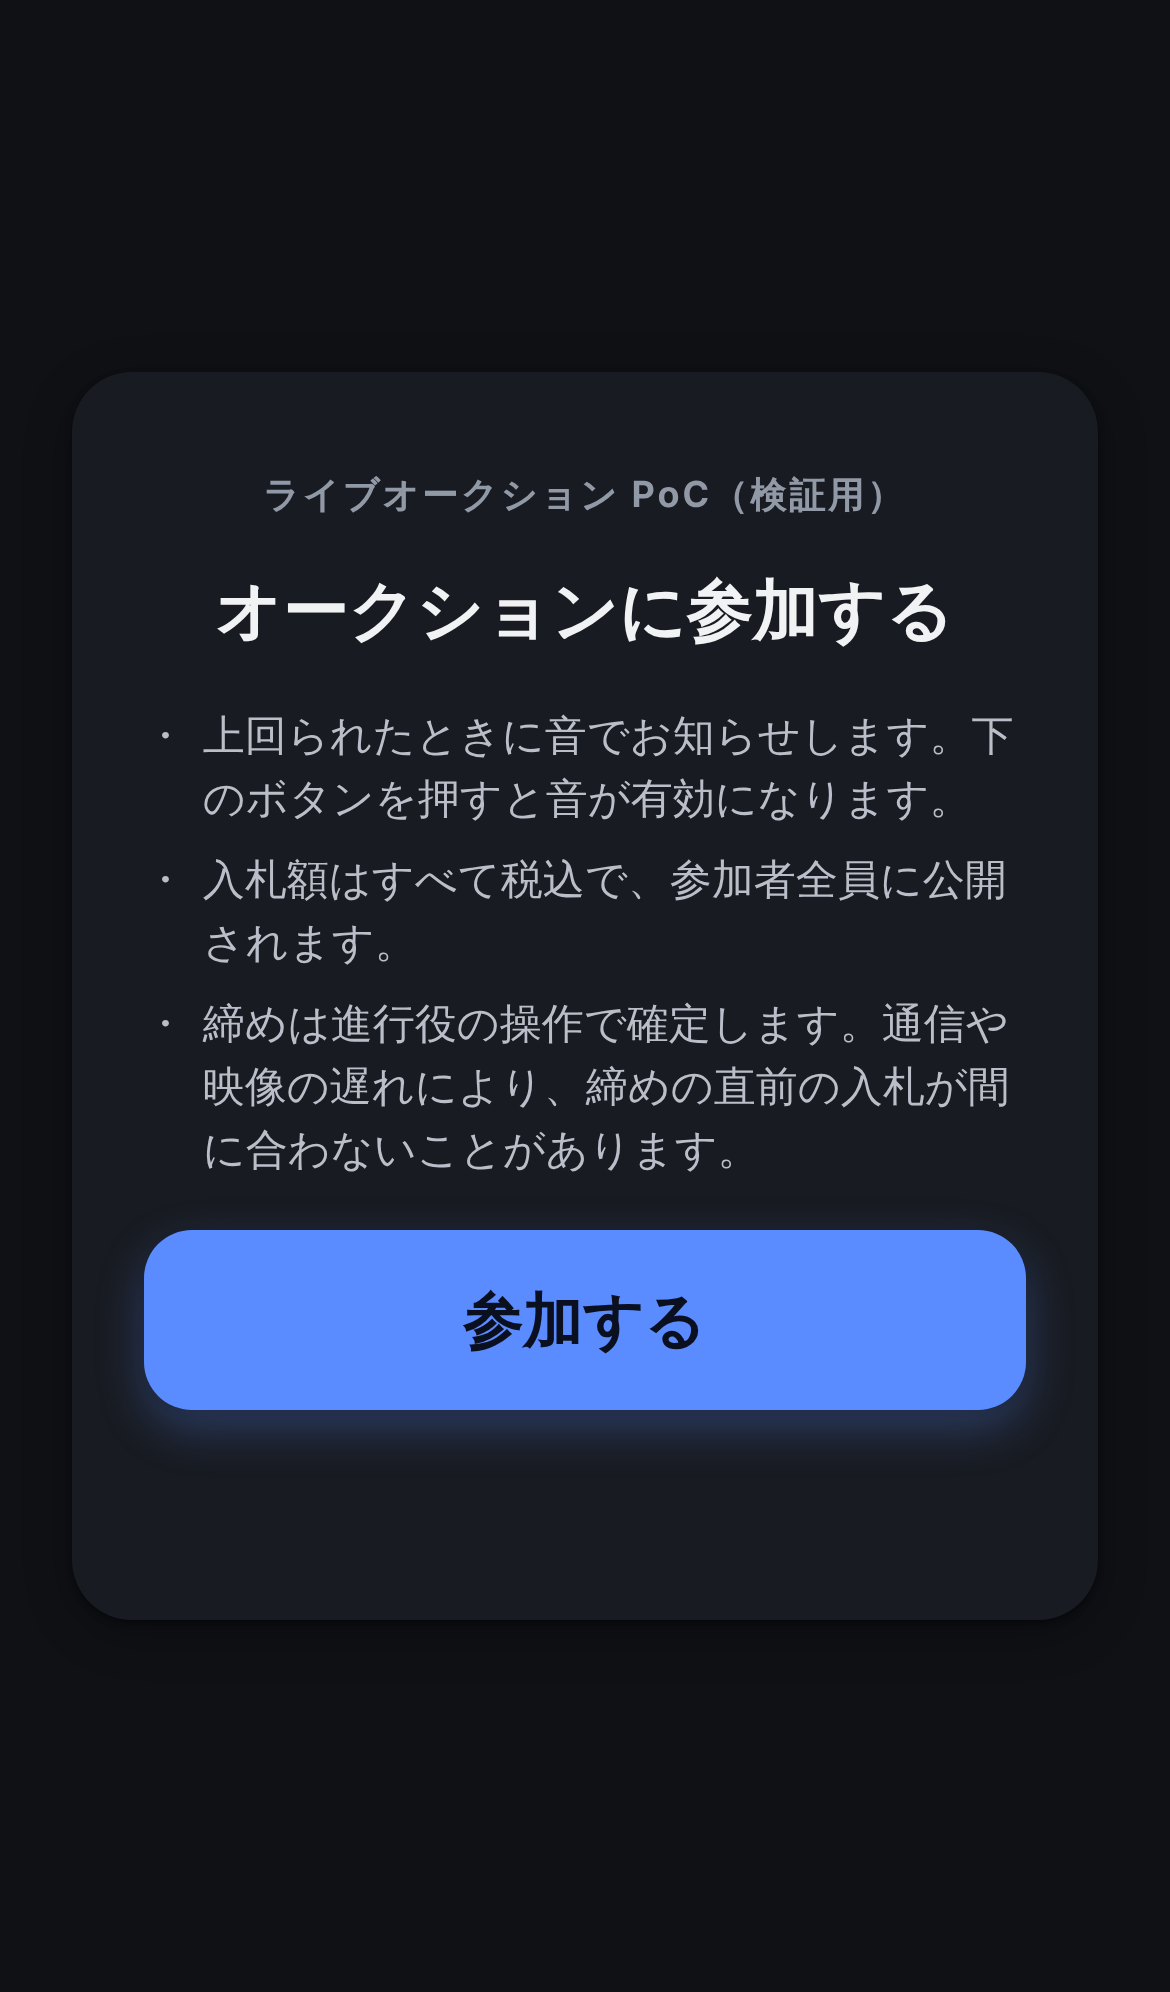 ライブオークション PoC（検証用）
オークションに参加する
・ 上回られたときに音でお知らせします。下
のボタンを押すと音が有効になります。
・ 入札額はすべて税込で、参加者全員に公開
されます。
・ 締めは進行役の操作で確定します。通信や
映像の遅れにより、締めの直前の入札が間
に合わないことがあります。
参加する